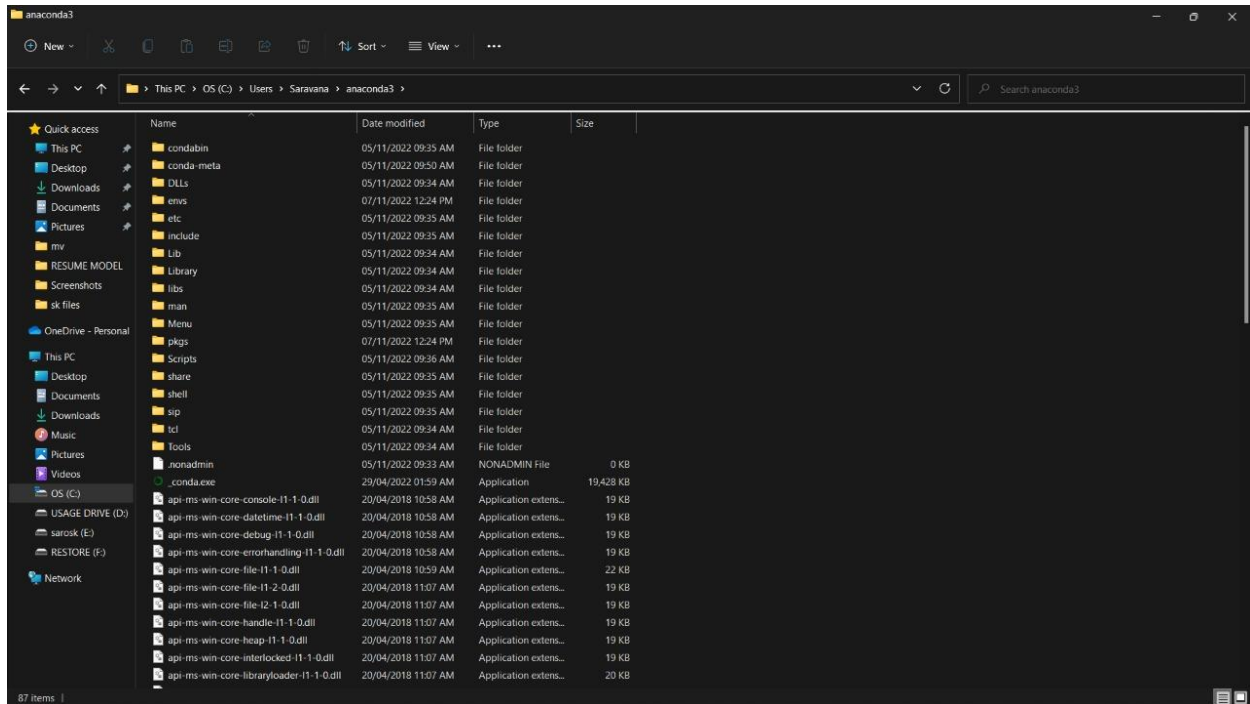 anaconda3
New
Sort
View
This PC > OS (C:) > Users > Saravana > anaconda3 >
Search anaconda3
Quick access
This PC
Desktop
Downloads
Documents
Pictures
mv
RESUME MODEL
Screenshots
sk files
OneDrive - Personal
This PC
Desktop
Documents
Downloads
Music
Pictures
Videos
OS (C:)
USAGE DRIVE (D:)
sarosk (E:)
RESTORE (F:)
Network
Name Date modified Type Size
condabin 05/11/2022 09:35 AM File folder
conda-meta 05/11/2022 09:50 AM File folder
DLLs 05/11/2022 09:34 AM File folder
envs 07/11/2022 12:24 PM File folder
etc 05/11/2022 09:35 AM File folder
include 05/11/2022 09:35 AM File folder
Lib 05/11/2022 09:34 AM File folder
Library 05/11/2022 09:34 AM File folder
libs 05/11/2022 09:34 AM File folder
man 05/11/2022 09:35 AM File folder
Menu 05/11/2022 09:35 AM File folder
pkgs 07/11/2022 12:24 PM File folder
Scripts 05/11/2022 09:36 AM File folder
share 05/11/2022 09:35 AM File folder
shell 05/11/2022 09:35 AM File folder
sip 05/11/2022 09:35 AM File folder
tcl 05/11/2022 09:34 AM File folder
Tools 05/11/2022 09:34 AM File folder
.nonadmin 05/11/2022 09:33 AM NONADMIN File 0 KB
_conda.exe 29/04/2022 01:59 AM Application 19,428 KB
api-ms-win-core-console-l1-1-0.dll 20/04/2018 10:58 AM Application extens... 19 KB
api-ms-win-core-datetime-l1-1-0.dll 20/04/2018 10:58 AM Application extens... 19 KB
api-ms-win-core-debug-l1-1-0.dll 20/04/2018 10:58 AM Application extens... 19 KB
api-ms-win-core-errorhandling-l1-1-0.dll 20/04/2018 10:58 AM Application extens... 19 KB
api-ms-win-core-file-l1-1-0.dll 20/04/2018 10:59 AM Application extens... 22 KB
api-ms-win-core-file-l1-2-0.dll 20/04/2018 11:07 AM Application extens... 19 KB
api-ms-win-core-file-l2-1-0.dll 20/04/2018 11:07 AM Application extens... 19 KB
api-ms-win-core-handle-l1-1-0.dll 20/04/2018 11:07 AM Application extens... 19 KB
api-ms-win-core-heap-l1-1-0.dll 20/04/2018 11:07 AM Application extens... 19 KB
api-ms-win-core-interlocked-l1-1-0.dll 20/04/2018 11:07 AM Application extens... 19 KB
api-ms-win-core-libraryloader-l1-1-0.dll 20/04/2018 11:07 AM Application extens... 20 KB
87 items